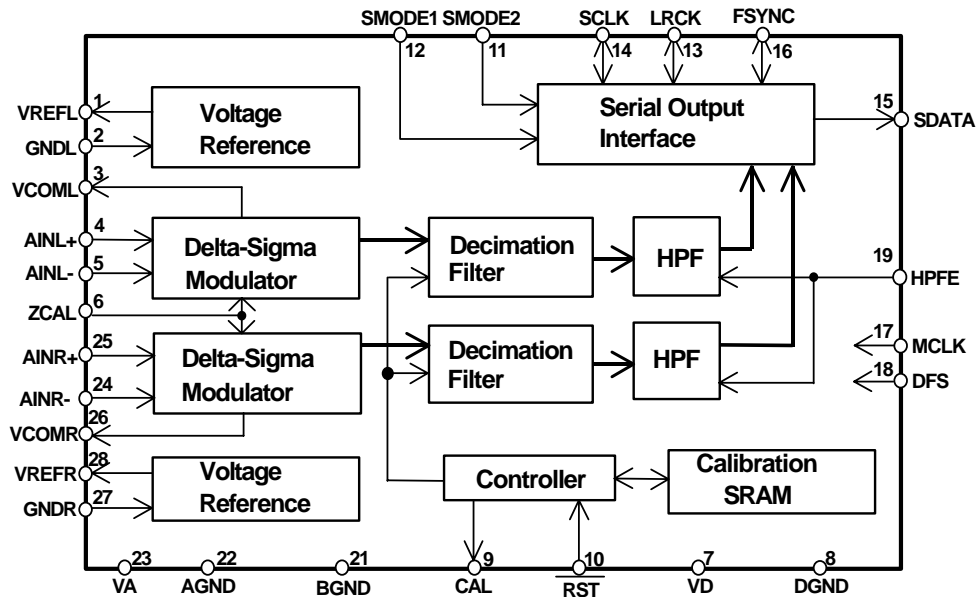 SMODE1 SMODE2 SCLK LRCK FSYNC
12 11 14 13 16
VREFL 1
Voltage
Reference
Serial Output
Interface
15 SDATA
GNDL 2
VCOML 3
AINL+ 4
Delta-Sigma
Modulator
Decimation
Filter
HPF
AINL- 5
19 HPFE
ZCAL 6
AINR+ 25
Delta-Sigma
Modulator
Decimation
Filter
HPF
17 MCLK
AINR- 24
18 DFS
VCOMR 26
VREFR 28
Voltage
Reference
Controller
Calibration
SRAM
GNDR 27
23 22 21 9 10 7 8
VA AGND BGND CAL RST VD DGND